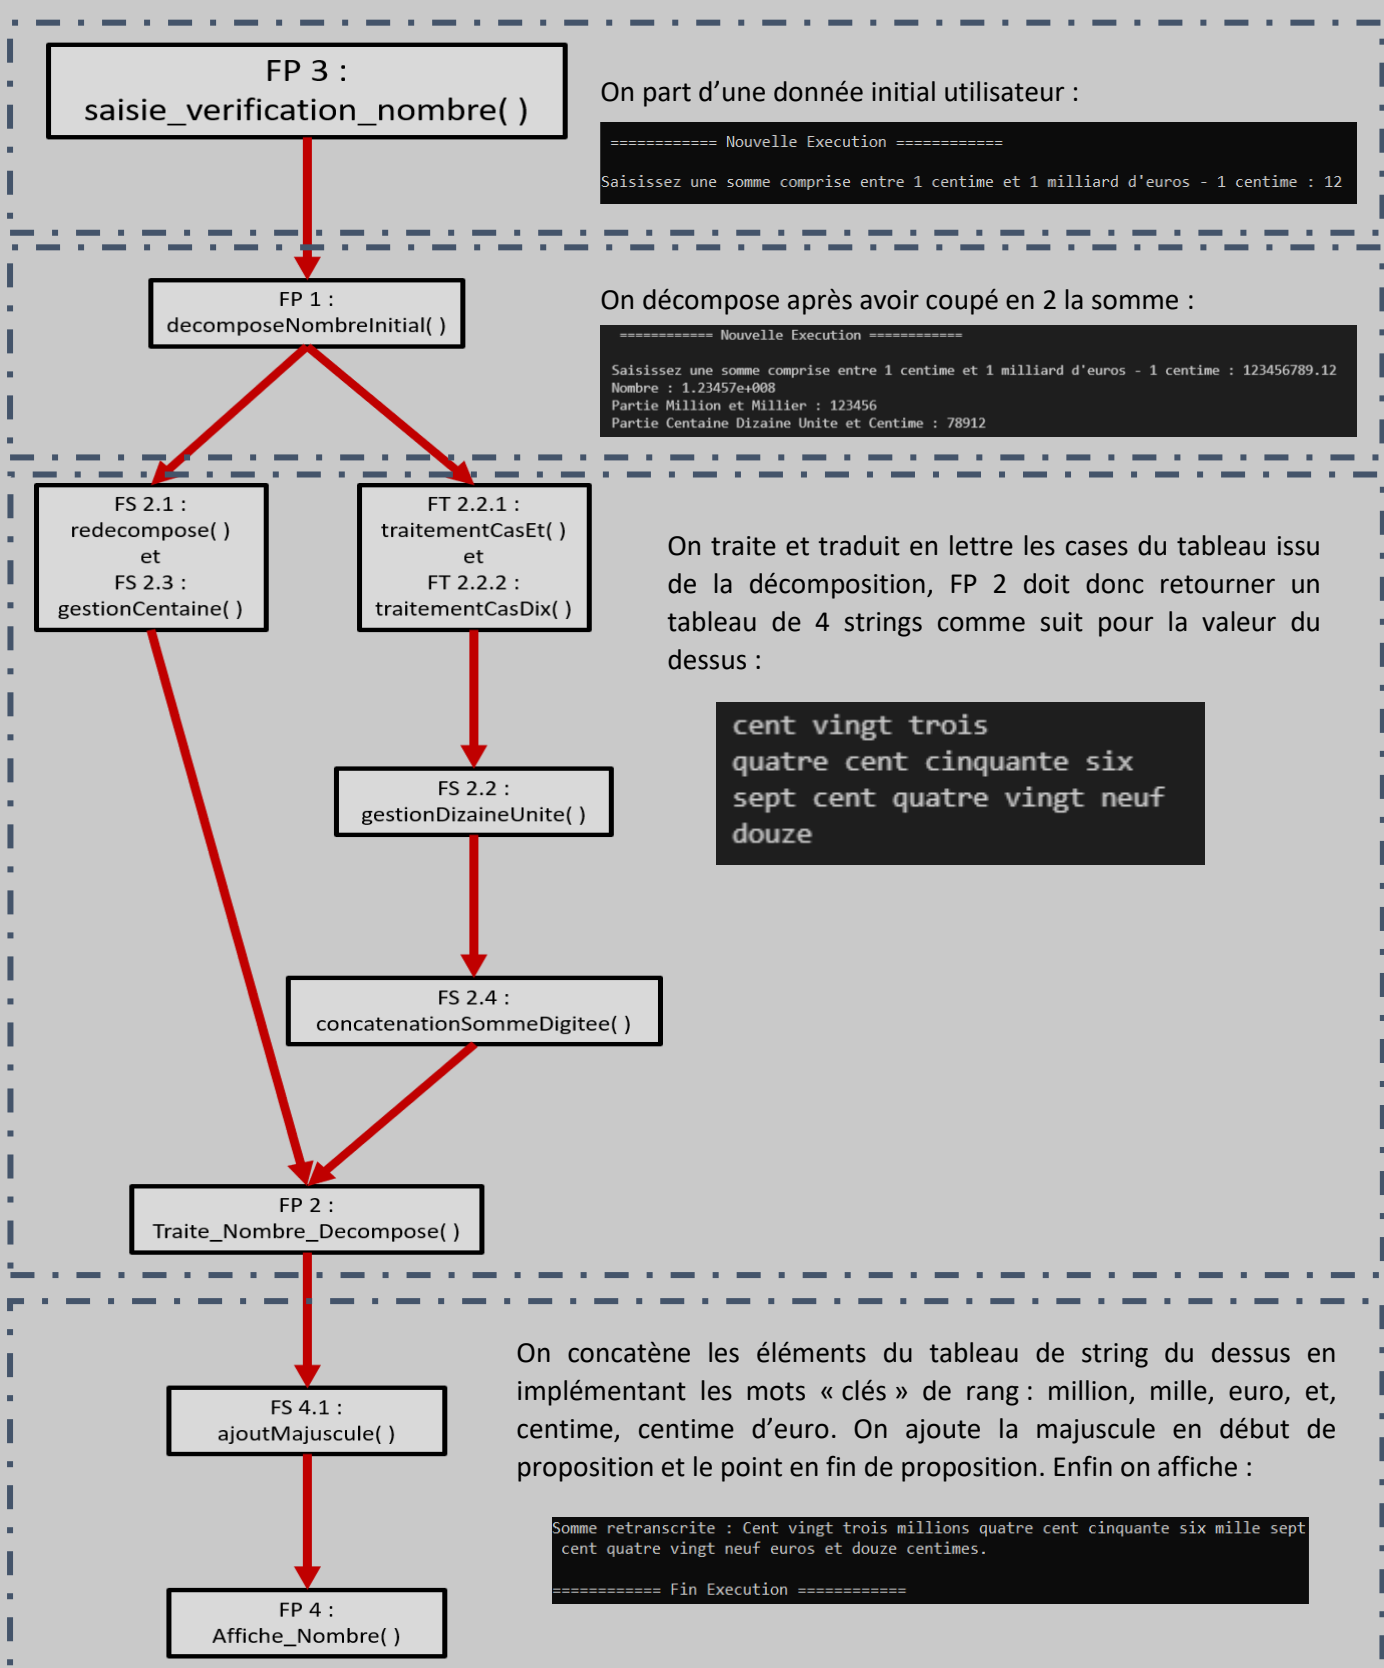 FP 3 :
saisie_verification_nombre( )
On part d’une donnée initial utilisateur :
============ Nouvelle Execution ============
Saisissez une somme comprise entre 1 centime et 1 milliard d'euros - 1 centime : 12
FP 1 :
decomposeNombreInitial( )
On décompose après avoir coupé en 2 la somme :
============ Nouvelle Execution ============
Saisissez une somme comprise entre 1 centime et 1 milliard d'euros - 1 centime : 123456789.12
Nombre : 1.23457e+008
Partie Million et Millier : 123456
Partie Centaine Dizaine Unite et Centime : 78912
FS 2.1 :
redecompose( )
et
FS 2.3 :
gestionCentaine( )
FT 2.2.1 :
traitementCasEt( )
et
FT 2.2.2 :
traitementCasDix( )
On traite et traduit en lettre les cases du tableau issu
de la décomposition, FP 2 doit donc retourner un
tableau de 4 strings comme suit pour la valeur du
dessus :
cent vingt trois
quatre cent cinquante six
sept cent quatre vingt neuf
douze
FS 2.2 :
gestionDizaineUnite( )
FS 2.4 :
concatenationSommeDigitee( )
FP 2 :
Traite_Nombre_Decompose( )
On concatène les éléments du tableau de string du dessus en
implémentant les mots « clés » de rang : million, mille, euro, et,
centime, centime d’euro. On ajoute la majuscule en début de
proposition et le point en fin de proposition. Enfin on affiche :
FS 4.1 :
ajoutMajuscule( )
Somme retranscrite : Cent vingt trois millions quatre cent cinquante six mille sept
cent quatre vingt neuf euros et douze centimes.
============ Fin Execution ============
FP 4 :
Affiche_Nombre( )